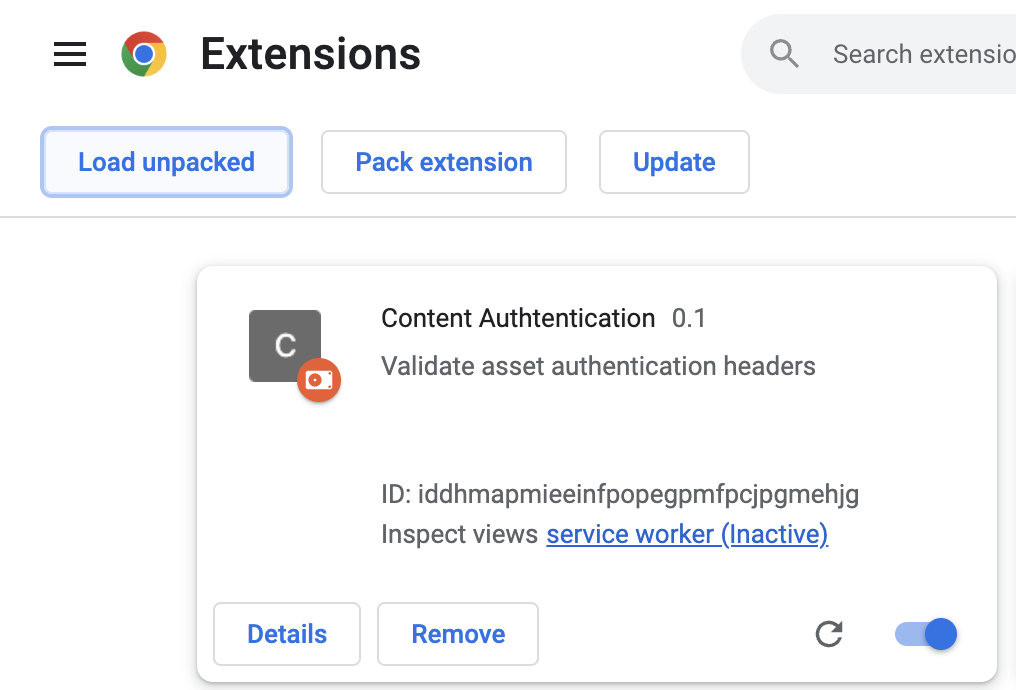 Extensions
Search extensio
Load unpacked
Pack extension
Update
C
Content Authtentication 0.1
Validate asset authentication headers
ID: iddhmapmieeinfpopegpmfpcjpgmehjg
Inspect views service worker (Inactive)
Details
Remove